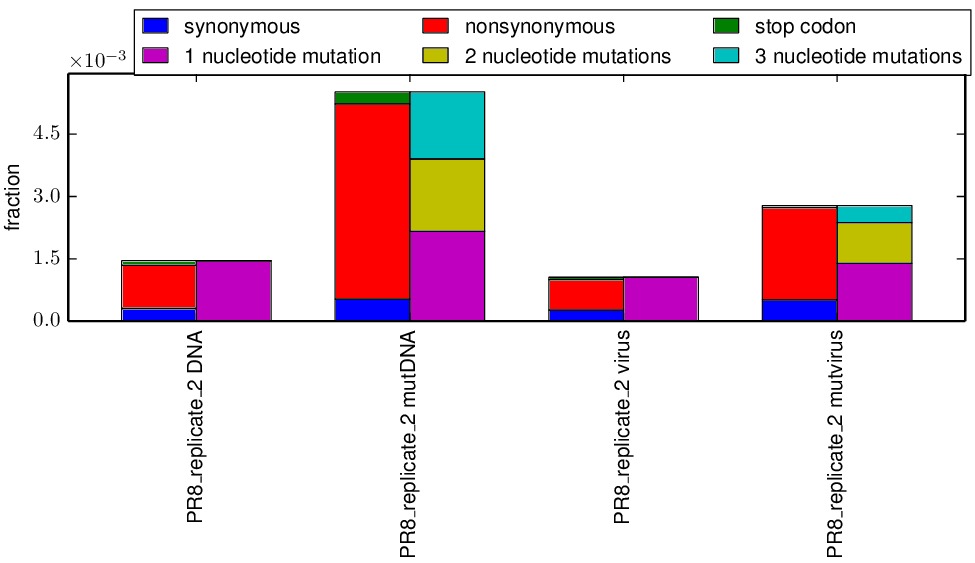 synonymous nonsynonymous stop codon
1 nucleotide mutation 2 nucleotide mutations 3 nucleotide mutations
×10⁻³
4.5
3.0
1.5
0.0
fraction
PR8_replicate_2 DNA
PR8_replicate_2 mutDNA
PR8_replicate_2 virus
PR8_replicate_2 mutvirus